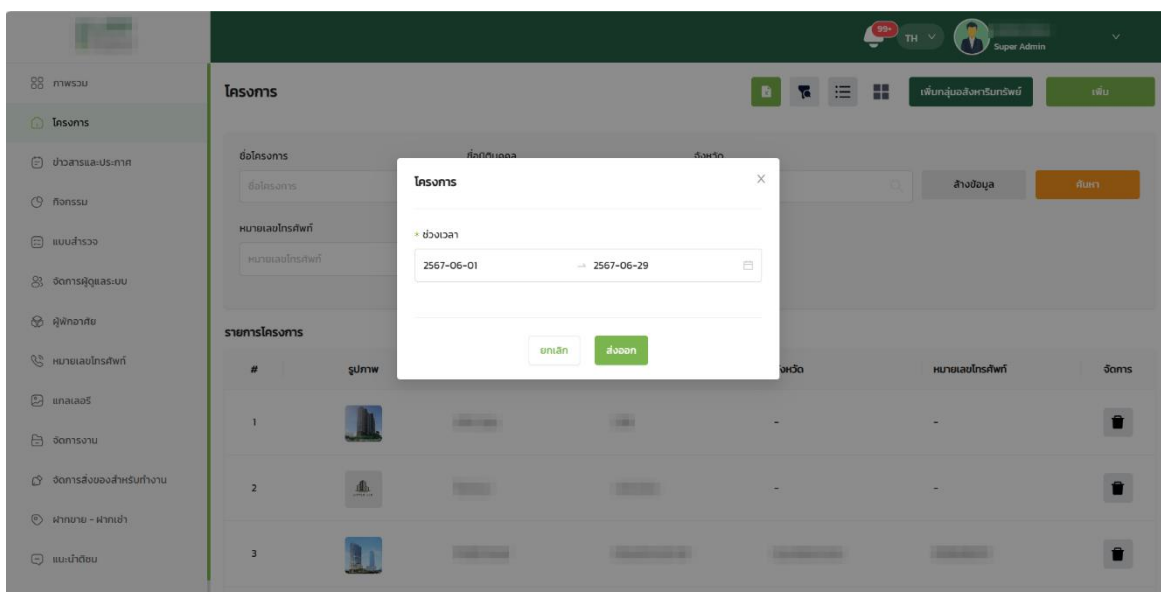 99+
TH
Super Admin
ภาพรวม
โครงการ
ข่าวสารและประกาศ
กิจกรรม
แบบสำรวจ
จัดการผู้ดูแลระบบ
ผู้พักอาศัย
หมายเลขโทรศัพท์
แกลเลอรี
จัดการงาน
จัดการสิ่งของสำหรับทำงาน
ฝากขาย - ฝากเช่า
แนะนำติชม
โครงการ
เพิ่มกลุ่มอสังหาริมทรัพย์
เพิ่ม
ชื่อโครงการ
ชื่อนิติบุคคล
จังหวัด
ชื่อโครงการ
ล้างข้อมูล
ค้นหา
หมายเลขโทรศัพท์
หมายเลขโทรศัพท์
โครงการ
* ช่วงเวลา
2567-06-01
2567-06-29
ยกเลิก
ส่งออก
รายการโครงการ
# รูปภาพ จังหวัด หมายเลขโทรศัพท์ จัดการ
1 - -
2 - -
3